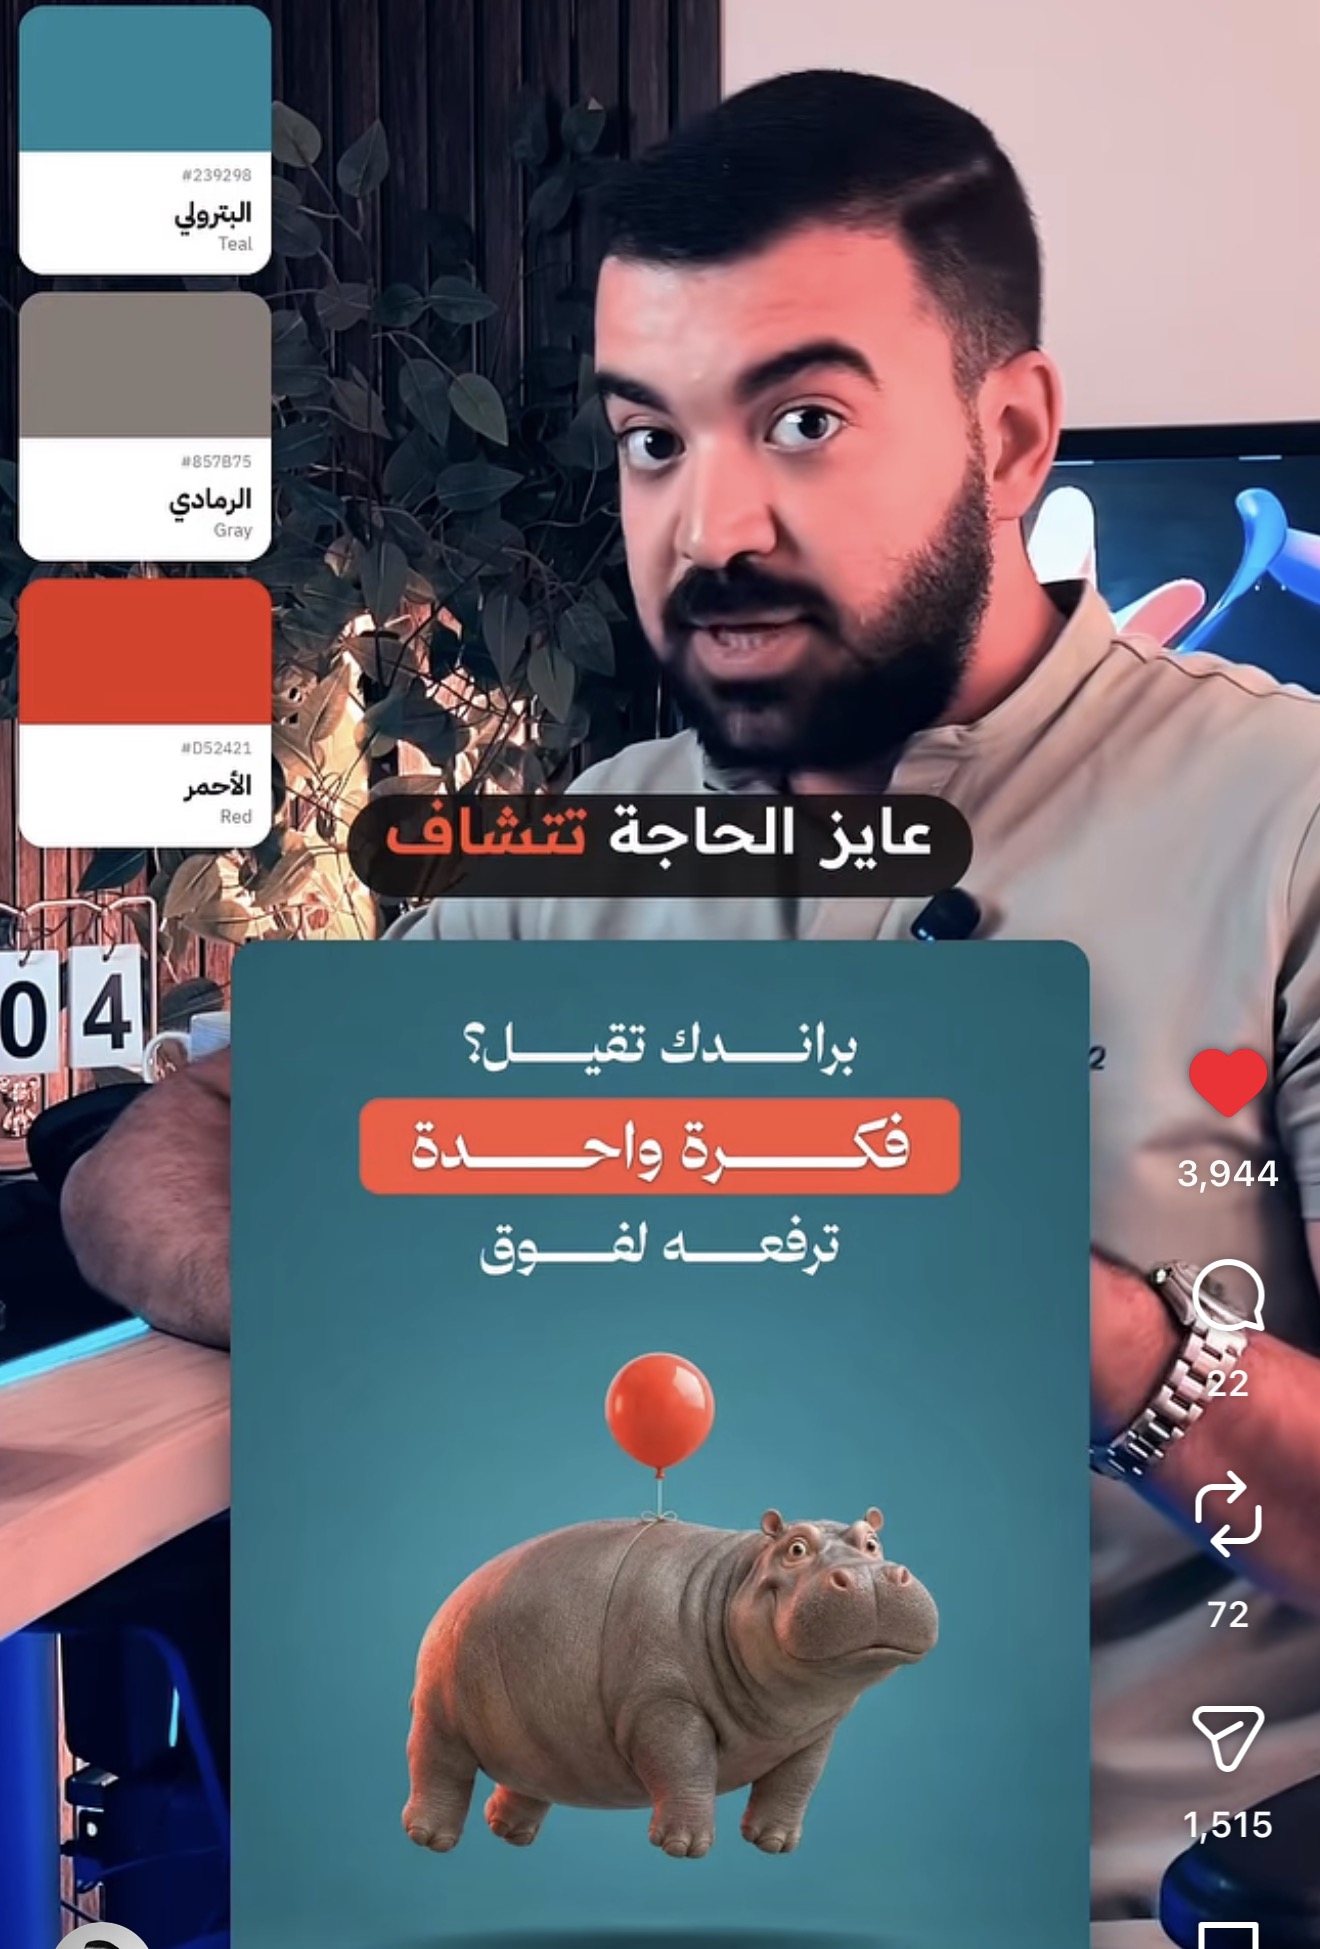 #239298
البترولي
Teal
#857B75
الرمادي
Gray
#D52421
الأحمر
Red
عايز الحاجة تتشاف
04
براندك تقيل؟
فكرة واحدة
ترفعه لفوق
2
3,944
22
72
1,515